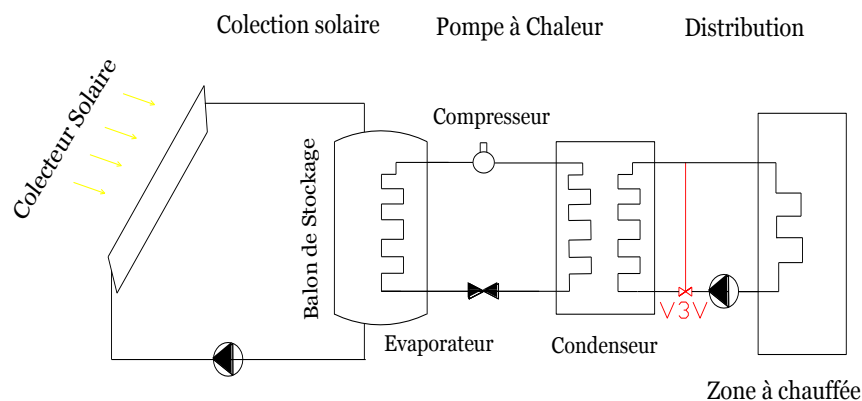 Colection solaire
Pompe à Chaleur
Distribution
Colecteur Solaire
Compresseur
Balon de Stockage
V3V
Evaporateur
Condenseur
Zone à chauffée